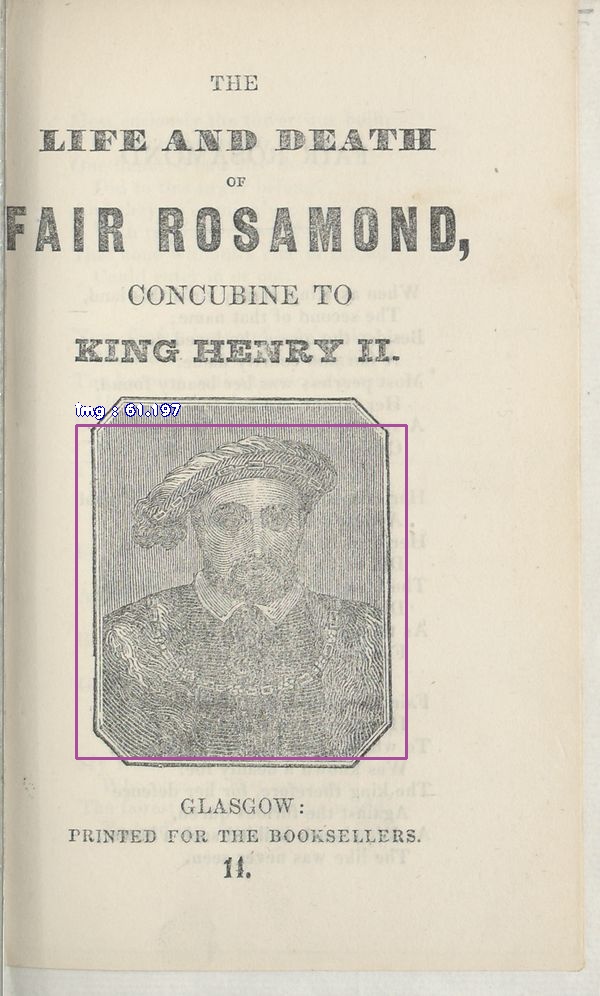 THE
LIFE AND DEATH
OF
FAIR ROSAMOND,
CONCUBINE TO
KING HENRY II.
img : 61.197
GLASGOW:
PRINTED FOR THE BOOKSELLERS.
11.